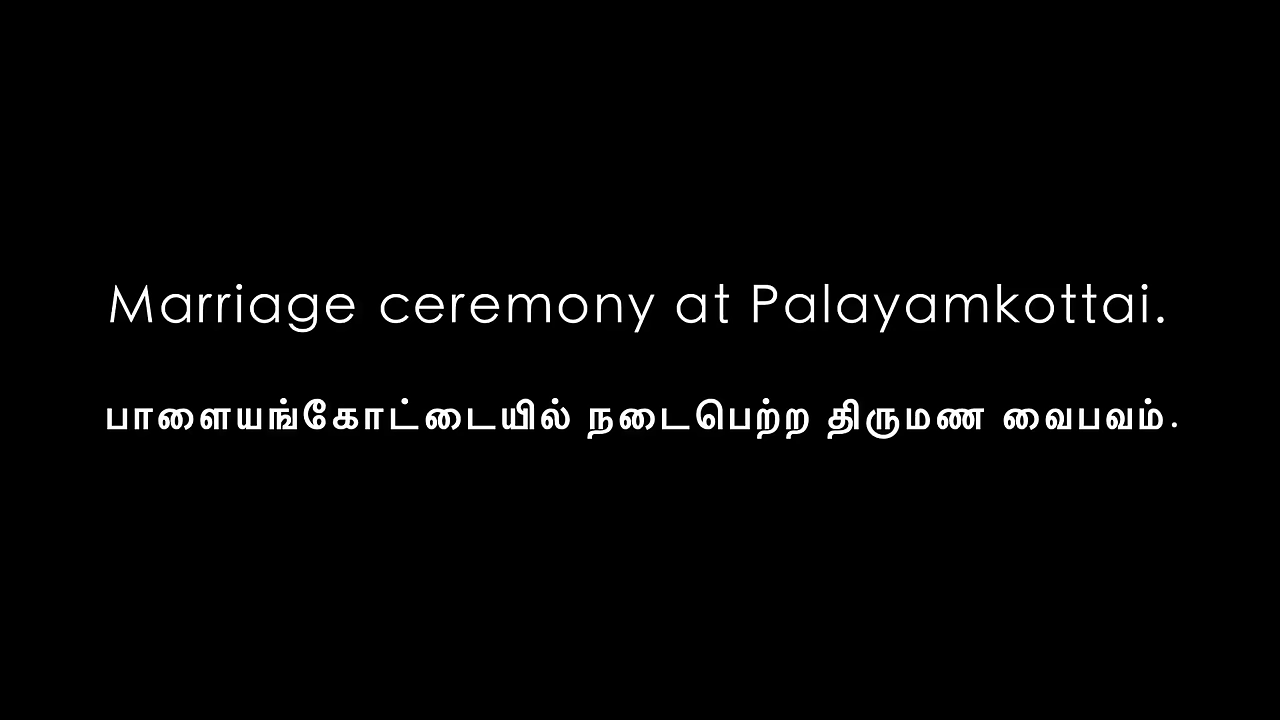 Marriage ceremony at Palayamkottai.
பாளையங்கோட்டையில் நடைபெற்ற திருமண வைபவம்.